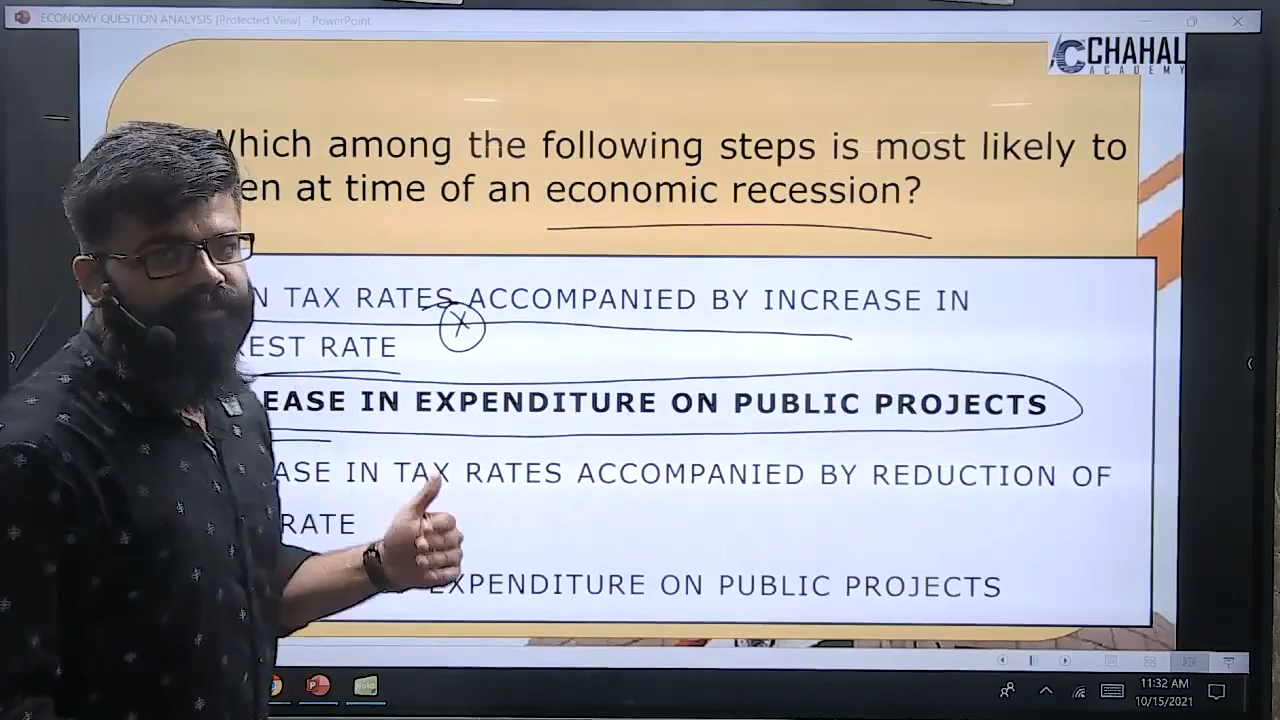 ECONOMY QUESTION ANALYSIS [Protected View] - PowerPoint
CHAHAL
ACADEMY
Which among the following steps is most likely to
en at time of an economic recession?
N TAX RATES ACCOMPANIED BY INCREASE IN
REST RATE
EASE IN EXPENDITURE ON PUBLIC PROJECTS
ASE IN TAX RATES ACCOMPANIED BY REDUCTION OF
RATE
EXPENDITURE ON PUBLIC PROJECTS
11:32 AM
10/15/2021